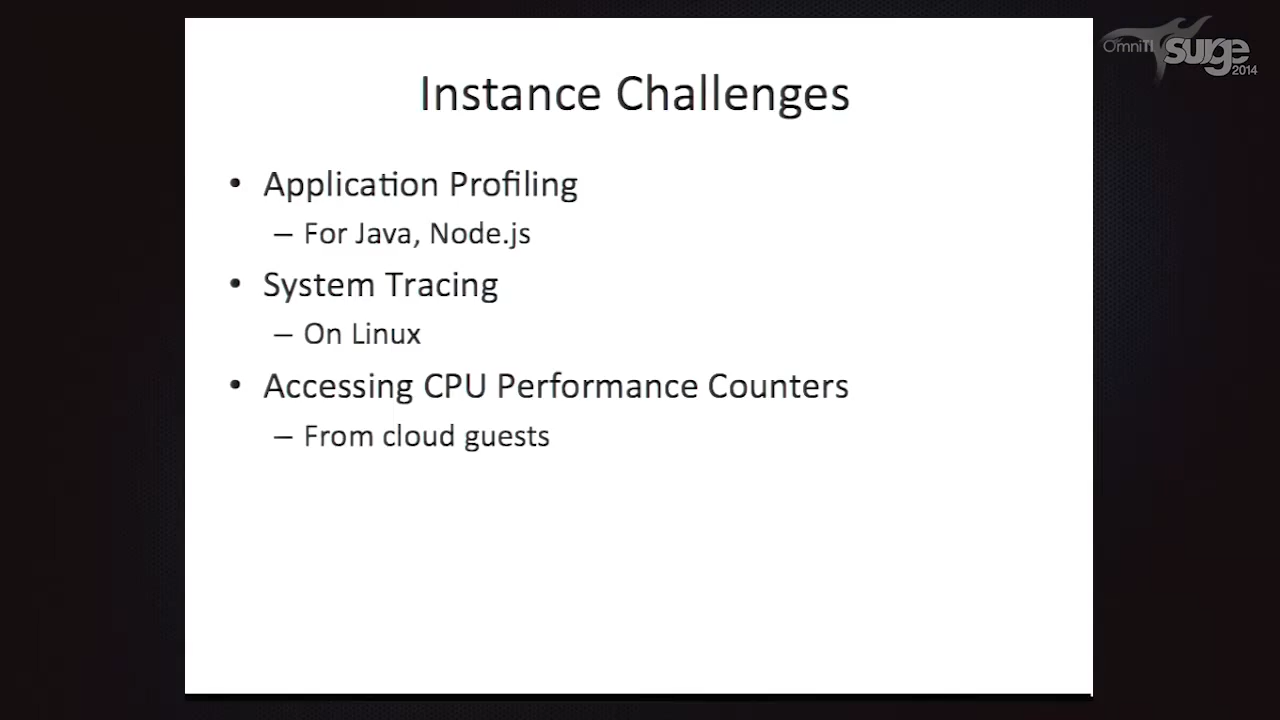 OmniTI surge 2014
Instance Challenges
• Application Profiling
– For Java, Node.js
• System Tracing
– On Linux
• Accessing CPU Performance Counters
– From cloud guests